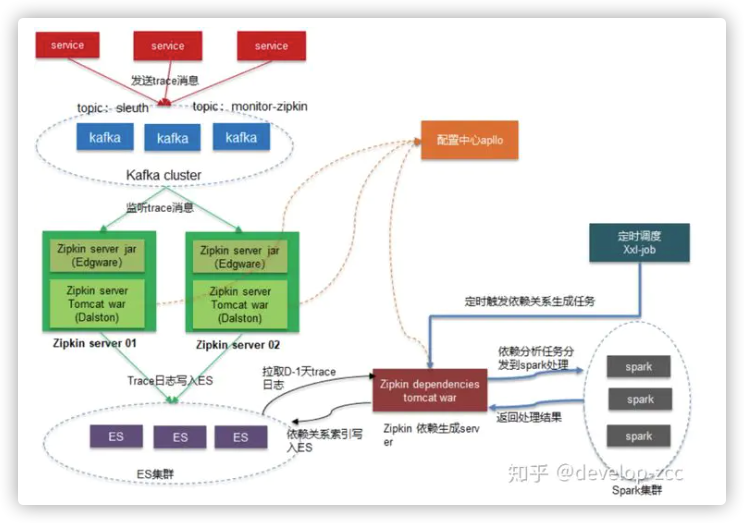 service
service
service
发送trace消息
topic：sleuth
topic：monitor-zipkin
kafka
kafka
kafka
Kafka cluster
配置中心apllo
监听trace消息
Zipkin server jar
(Edgware)
Zipkin server
Tomcat war
(Dalston)
Zipkin server 01
Zipkin server jar
(Edgware)
Zipkin server
Tomcat war
(Dalston)
Zipkin server 02
定时调度
Xxl-job
定时触发依赖关系生成任务
Trace日志写入ES
拉取D-1天trace
日志
Zipkin dependencies
tomcat war
依赖分析任务分
发到spark处理
返回处理结果
spark
spark
spark
ES
ES
ES
依赖关系索引写
入ES
Zipkin 依赖生成serv
er
ES集群
知乎 @develop-zcc
Spark集群